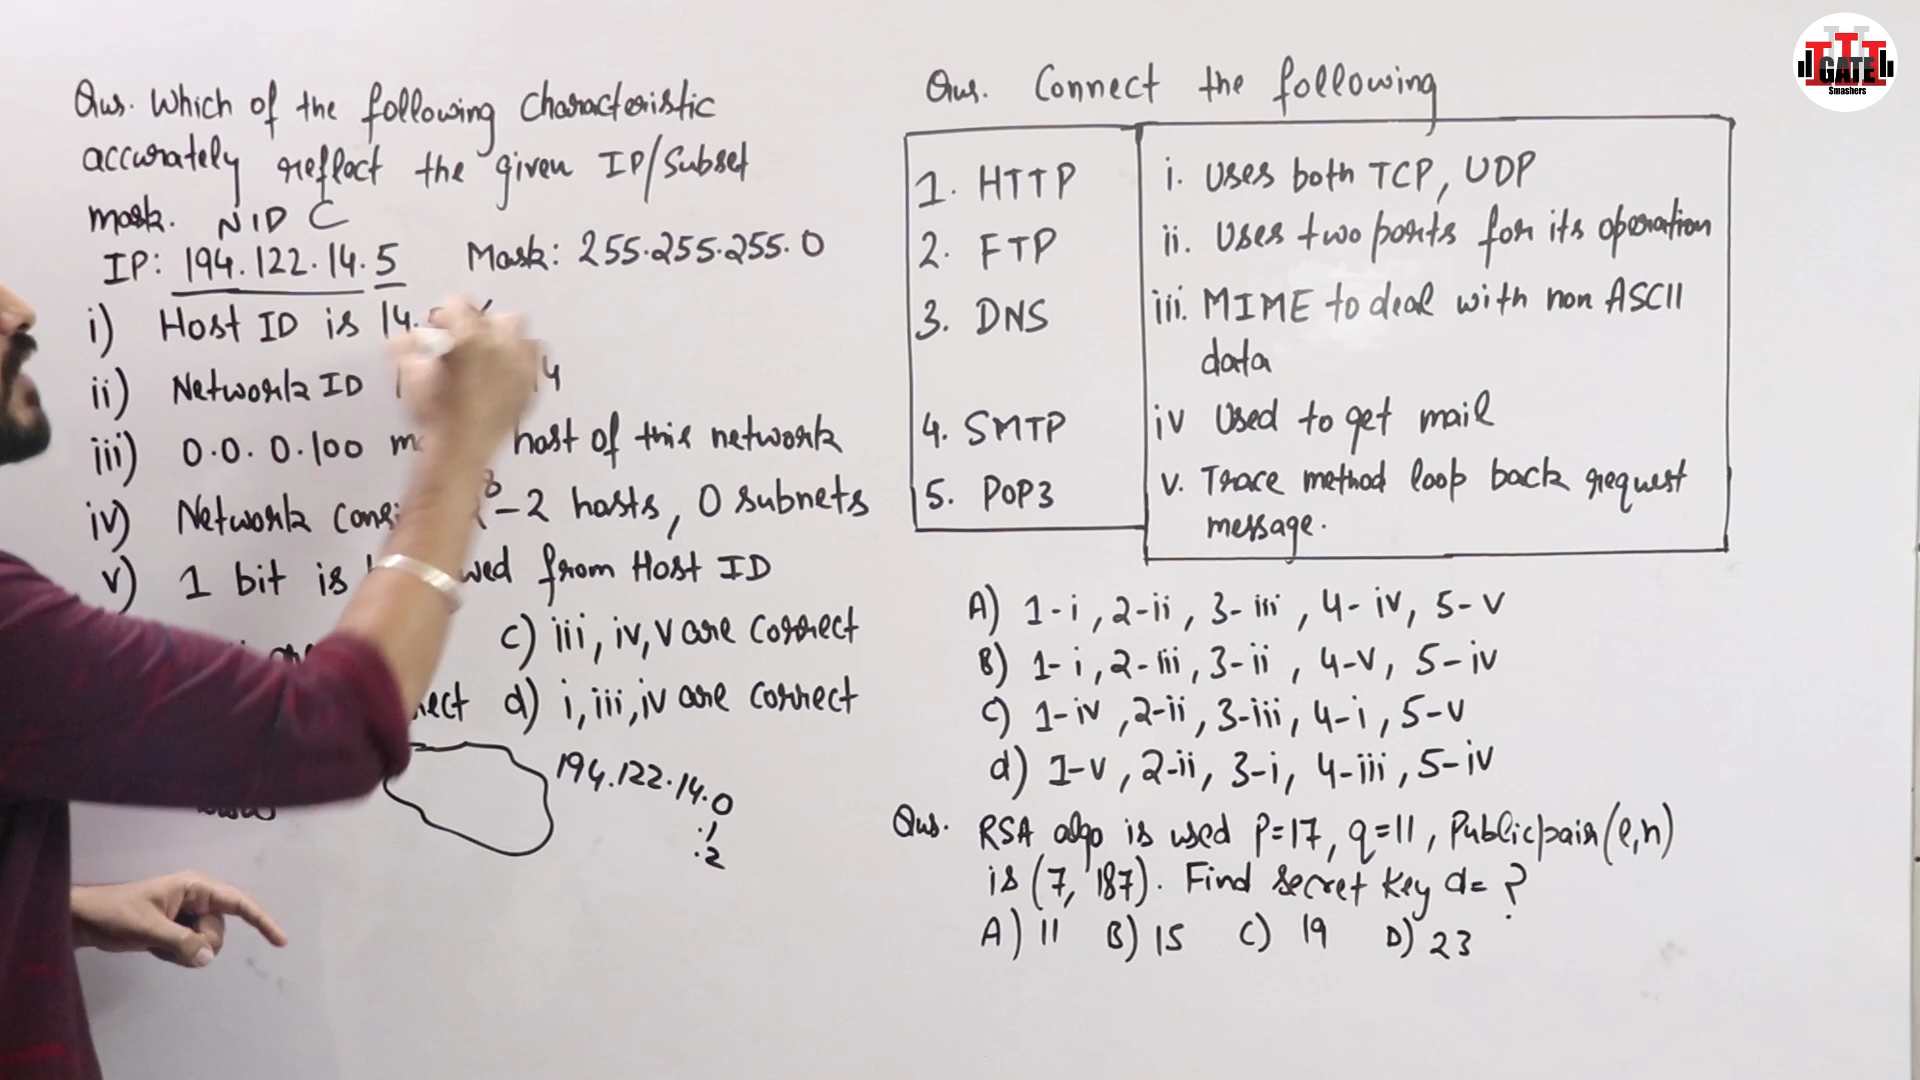 Qus. Which of the following Characteristic
accurately reflect the given IP/Subset
mask. NID C
IP: 194.122.14.5 Mask: 255.255.255.0
i) Host ID is 14.
ii) Network ID 14
iii) 0.0.0.100 host of this network
iv) Network 2^8-2 hosts, 0 subnets
v) 1 bit is from Host ID
c) iii, iv, v are correct
d) i, iii, iv are correct
194.122.14.0
.1
.2
Qus. Connect the following
1. HTTP
2. FTP
3. DNS
4. SMTP
5. POP3
i. Uses both TCP, UDP
ii. Uses two ports for its operation
iii. MIME to deal with non ASCII
data
iv Used to get mail
v. Trace method loop back request
message.
A) 1-i, 2-ii, 3-iii, 4-iv, 5-v
B) 1-i, 2-iii, 3-ii, 4-v, 5-iv
C) 1-iv, 2-ii, 3-iii, 4-i, 5-v
d) 1-v, 2-ii, 3-i, 4-iii, 5-iv
Qus. RSA algo is used P=17, q=11, Public pair (e,n)
is (7, 187). Find secret key d= ?
A) 11 B) 15 C) 19 D) 23
GATE
Smashers